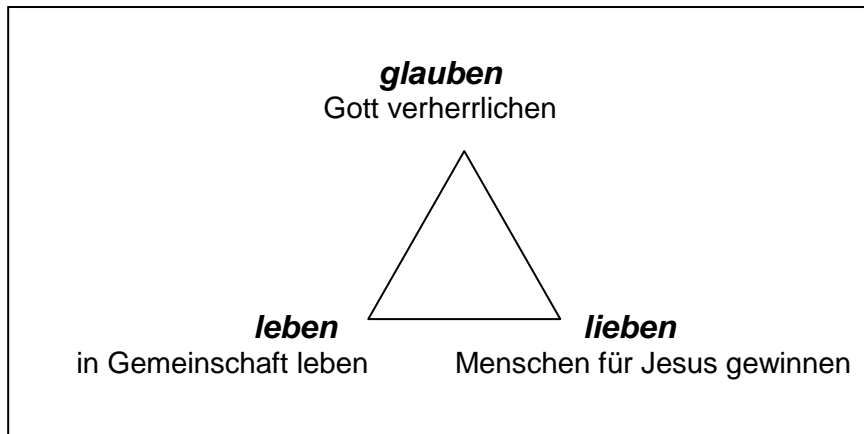 glauben
Gott verherrlichen
leben
lieben
in Gemeinschaft leben
Menschen für Jesus gewinnen